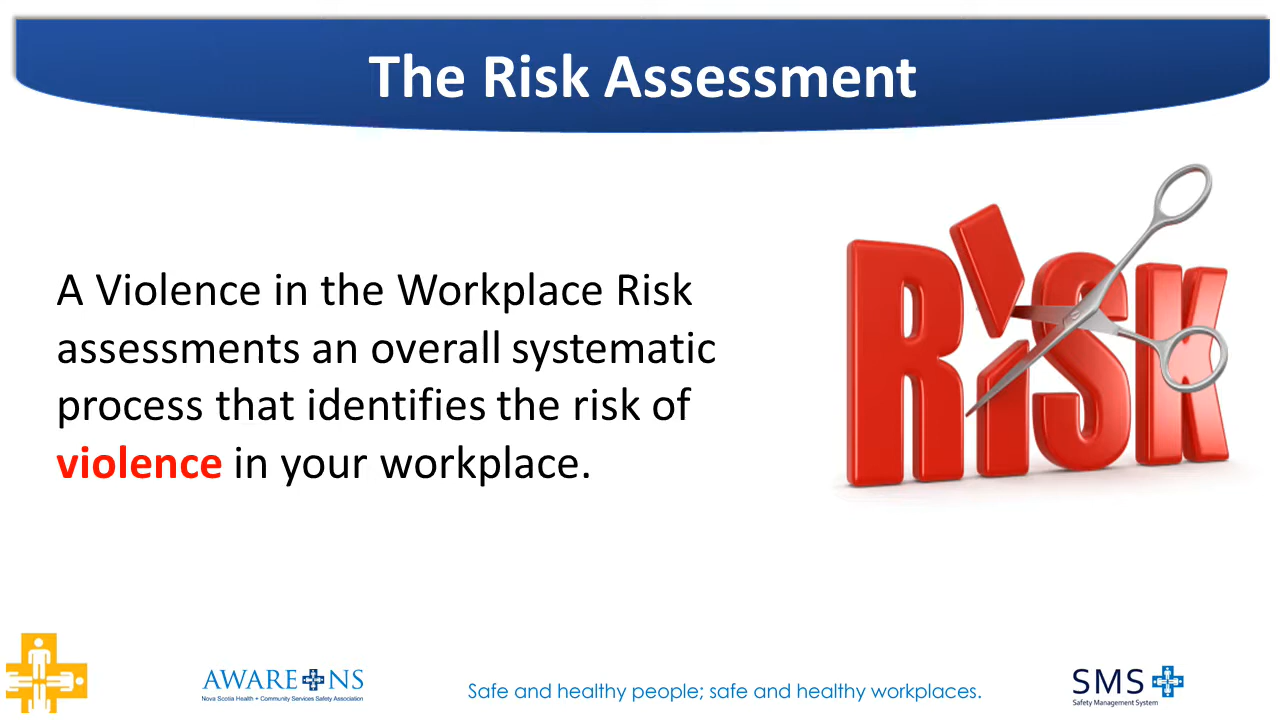 The Risk Assessment
A Violence in the Workplace Risk
assessments an overall systematic
process that identifies the risk of
violence in your workplace.
RiSK
AWARE NS
Nova Scotia Health + Community Services Safety Association
Safe and healthy people; safe and healthy workplaces.
SMS
Safety Management System